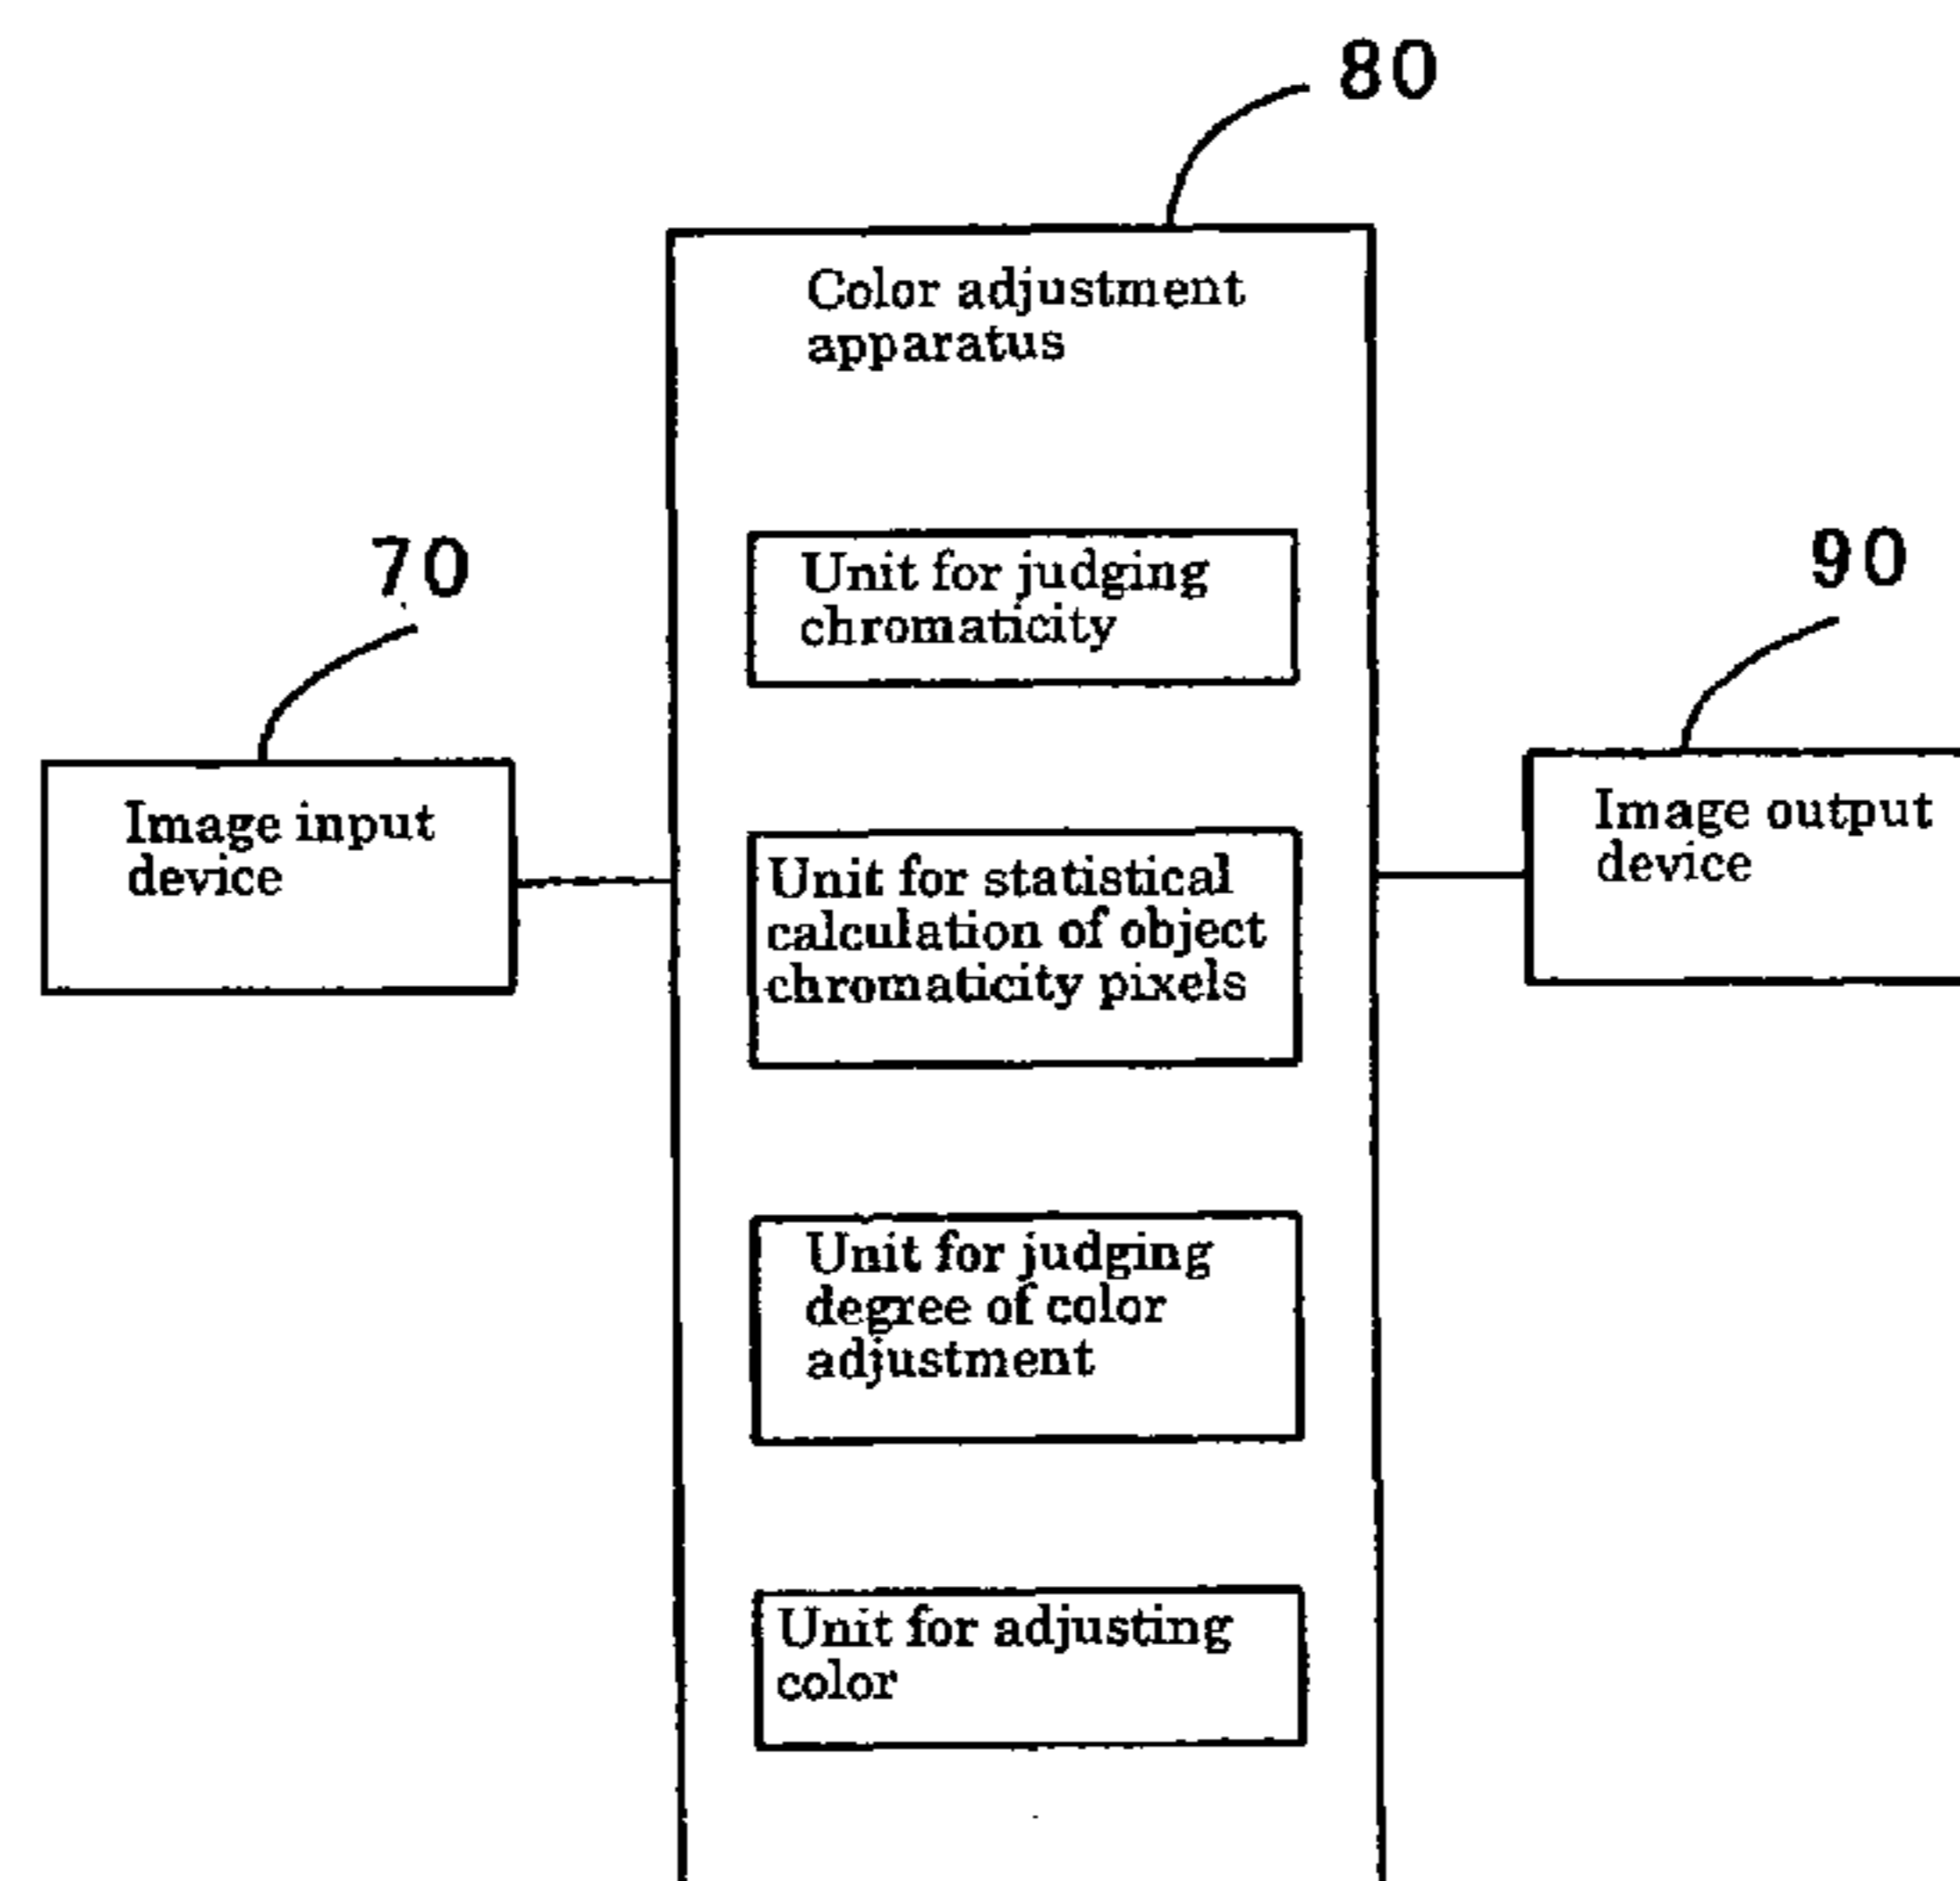 80
Color adjustment
apparatus
70
Unit for judging
chromaticity
90
Image input
device
Unit for statistical
calculation of object
chromaticity pixels
Image output
device
Unit for judging
degree of color
adjustment
Unit for adjusting
color